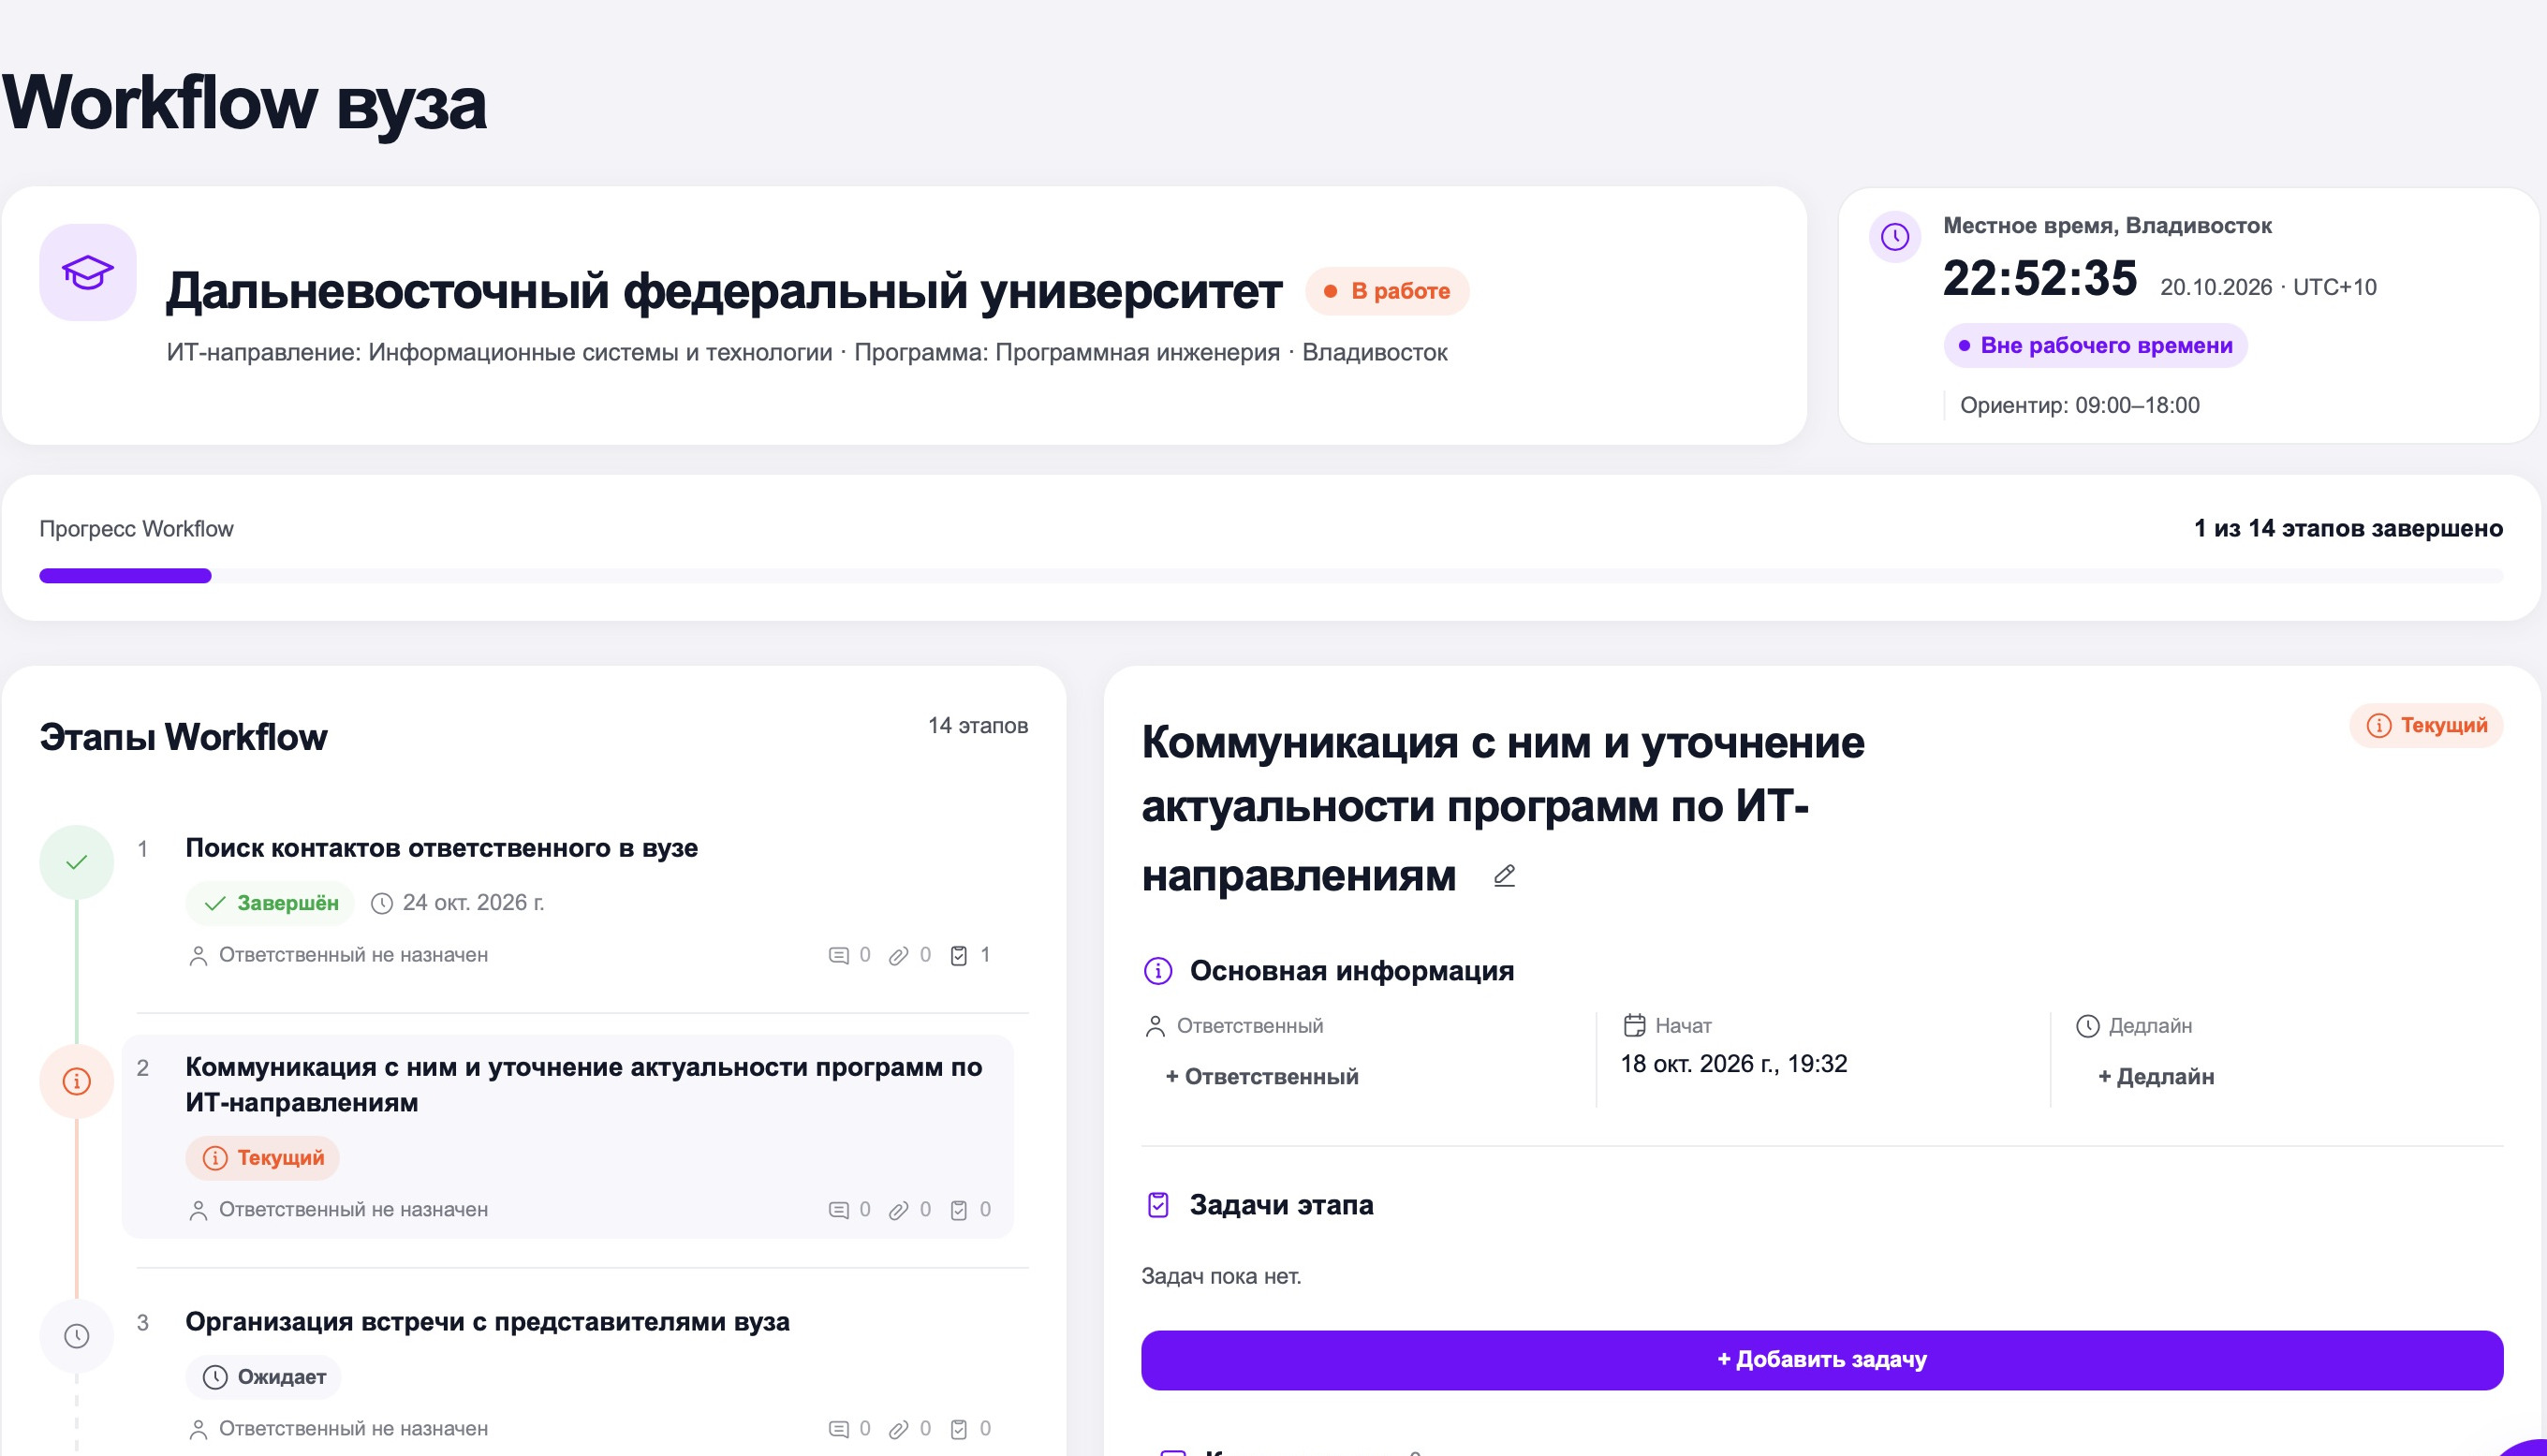 Workflow вуза
Дальневосточный федеральный университет
В работе
ИТ-направление: Информационные системы и технологии · Программа: Программная инженерия · Владивосток
Местное время, Владивосток
22:52:35 20.10.2026 · UTC+10
Вне рабочего времени
Ориентир: 09:00–18:00
Прогресс Workflow
1 из 14 этапов завершено
Этапы Workflow
14 этапов
1 Поиск контактов ответственного в вузе
Завершён 24 окт. 2026 г.
Ответственный не назначен 0 0 1
2 Коммуникация с ним и уточнение актуальности программ по
ИТ-направлениям
Текущий
Ответственный не назначен 0 0 0
3 Организация встречи с представителями вуза
Ожидает
Ответственный не назначен 0 0 0
Коммуникация с ним и уточнение
актуальности программ по ИТ-
направлениям
Текущий
Основная информация
Ответственный
+ Ответственный
Начат
18 окт. 2026 г., 19:32
Дедлайн
+ Дедлайн
Задачи этапа
Задач пока нет.
+ Добавить задачу